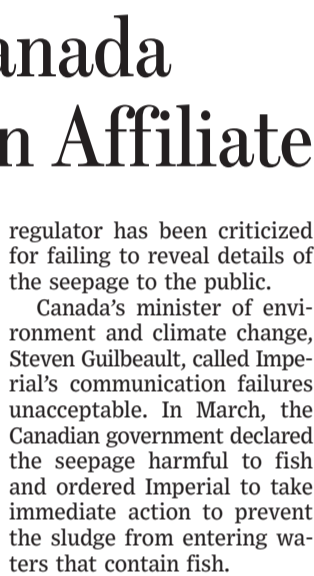 anada
n Affiliate
regulator has been criticized
for failing to reveal details of
the seepage to the public.
Canada's minister of envi-
ronment and climate change,
Steven Guilbeault, called Impe-
rial's communication failures
unacceptable. In March, the
Canadian government declared
the seepage harmful to fish
and ordered Imperial to take
immediate action to prevent
the sludge from entering wa-
ters that contain fish.